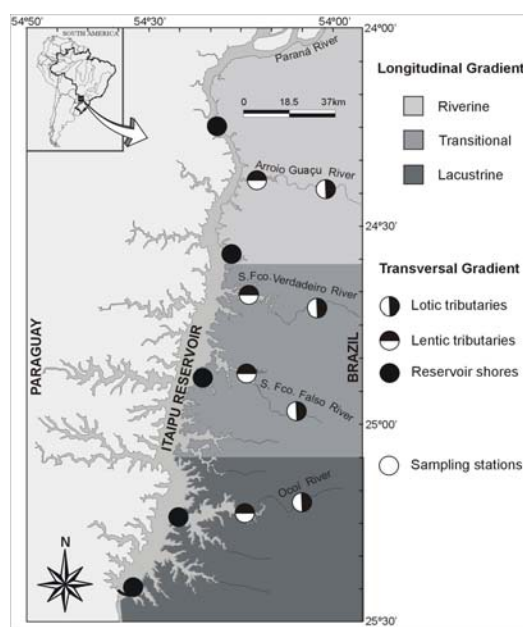 54°50'
54°30'
54°00'
24°00'
SOUTH AMERICA
Paraná River
0 18.5 37km
Arroio Guaçu River
24°30'
S.Fco.Verdadeiro River
PARAGUAY
ITAIPU RESERVOIR
BRAZIL
S. Fco. Falso River
25°00'
Ocoí River
N
25°30'
Longitudinal Gradient
Riverine
Transitional
Lacustrine
Transversal Gradient
Lotic tributaries
Lentic tributaries
Reservoir shores
Sampling stations